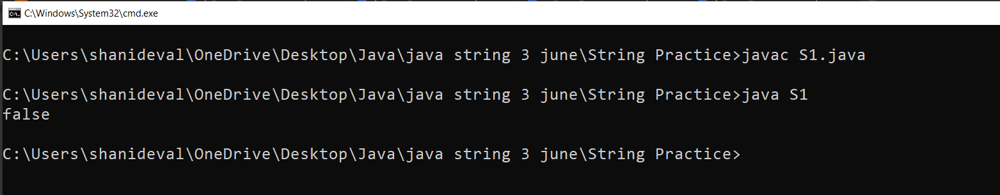 C:\Windows\System32\cmd.exe
C:\Users\shanideval\OneDrive\Desktop\Java\java string 3 june\String Practice>javac S1.java
C:\Users\shanideval\OneDrive\Desktop\Java\java string 3 june\String Practice>java S1
false
C:\Users\shanideval\OneDrive\Desktop\Java\java string 3 june\String Practice>